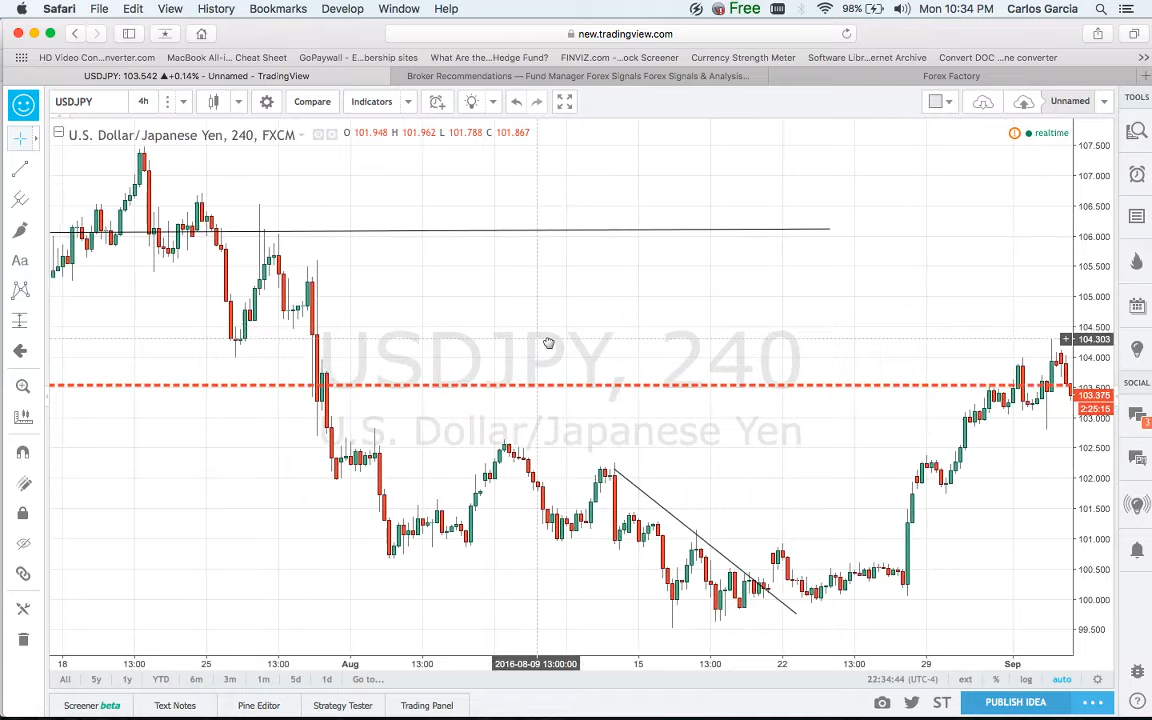 Safari File Edit View History Bookmarks Develop Window Help Free 98% Mon 10:34 PM Carlos Garcia
new.tradingview.com
HD Video Con...nverter.com MacBook All-i... Cheat Sheet GoPaywall - E...bership sites What Are the...Hedge Fund? FINVIZ.com -...ock Screener Currency Strength Meter Software Libr...ernet Archive Convert DOC ...ne converter
USDJPY: 103.542 ▲+0.14% - Unnamed - TradingView Broker Recommendations — Fund Manager Forex Signals Forex Signals & Analysis... Forex Factory
USDJPY 4h Compare Indicators Unnamed TOOLS
U.S. Dollar/Japanese Yen, 240, FXCM O 101.948 H 101.962 L 101.788 C 101.867 realtime
107.500
107.000
106.500
Aa
106.000
105.500
105.000
104.500
104.303
USDJPY, 240
104.000
SOCIAL
103.500
103.375
2:25:15
3
103.000
U.S. Dollar/Japanese Yen
102.500
102.000
101.500
101.000
100.500
100.000
99.500
18 13:00 25 13:00 Aug 13:00 2016-08-09 13:00:00 15 13:00 22 13:00 29 Sep
All 5y 1y YTD 6m 3m 1m 5d 1d Go to... 22:34:44 (UTC-4) ext % log auto
Screener beta Text Notes Pine Editor Strategy Tester Trading Panel ST PUBLISH IDEA